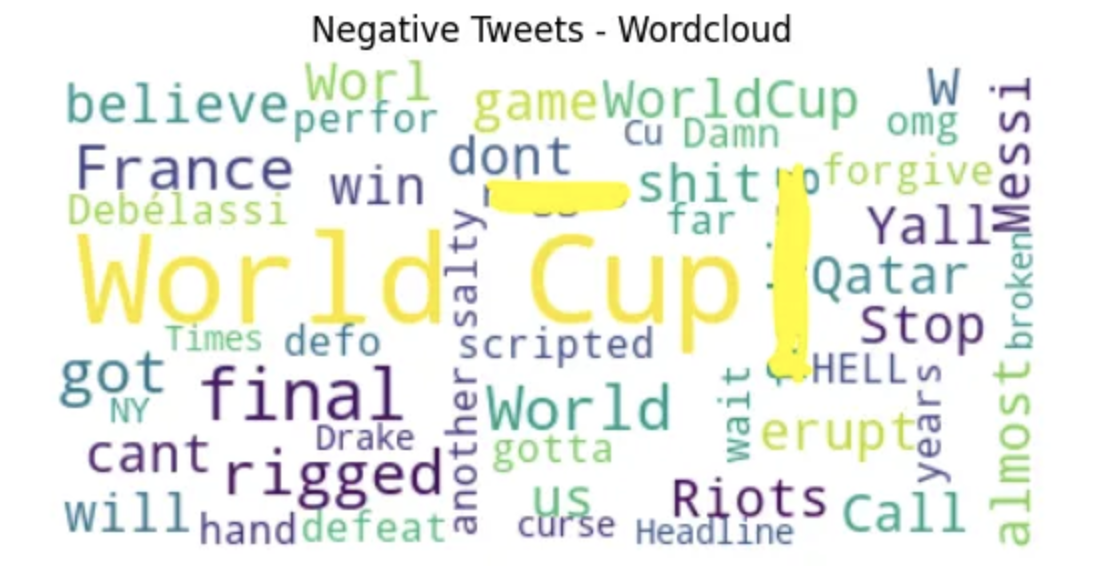 Negative Tweets - Wordcloud
believe Worl game WorldCup W
perfor Cu Damn omg Messi
France win dont shit forgive
Debélassi salty far Yall
World Cup Qatar broken
Times defo scripted Stop
got final HELL
NY Drake another World wait years
cant rigged gotta erupt almost
will hand defeat us Riots Call
curse Headline